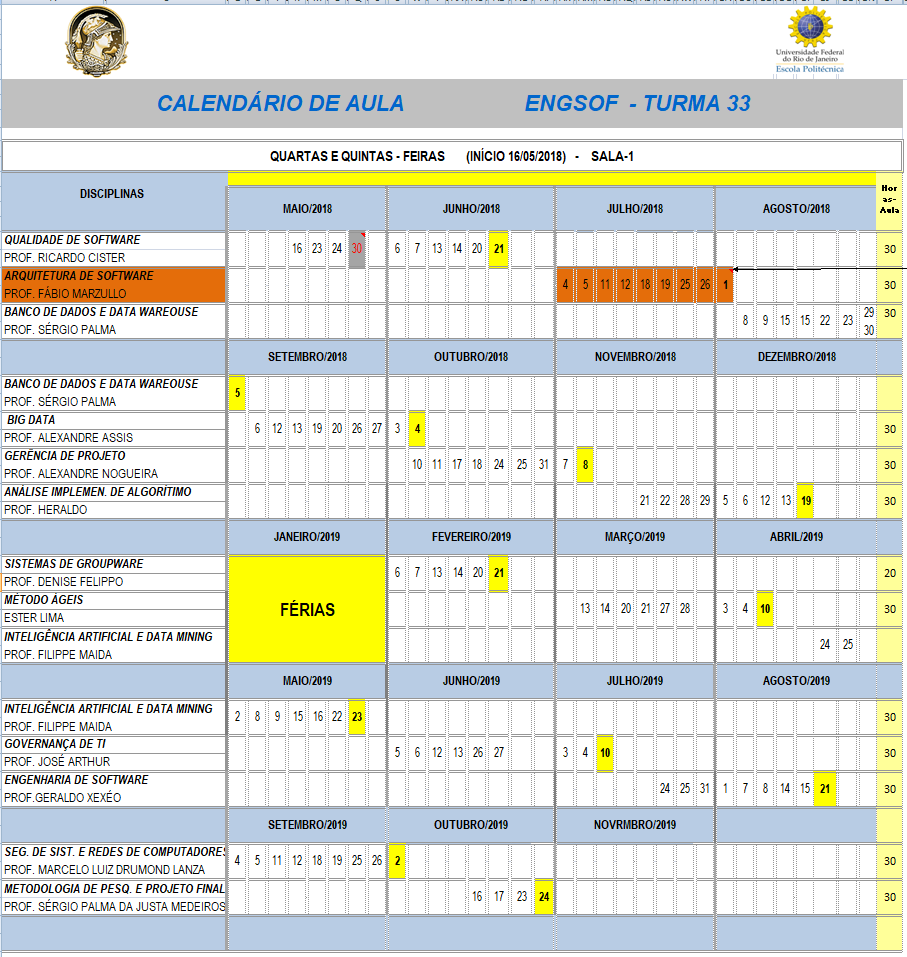 Universidade Federal
do Rio de Janeiro
Escola Politécnica
CALENDÁRIO DE AULA ENGSOF - TURMA 33
QUARTAS E QUINTAS - FEIRAS (INÍCIO 16/05/2018) - SALA-1
DISCIPLINAS MAIO/2018 JUNHO/2018 JULHO/2018 AGOSTO/2018 Hor
as-
Aula
QUALIDADE DE SOFTWARE
PROF. RICARDO CISTER
16 23 24 30 6 7 13 14 20 21 30
ARQUITETURA DE SOFTWARE
PROF. FÁBIO MARZULLO
4 5 11 12 18 19 25 26 1 30
BANCO DE DADOS E DATA WAREOUSE
PROF. SÉRGIO PALMA
8 9 15 15 22 23 29 30
30
SETEMBRO/2018 OUTUBRO/2018 NOVEMBRO/2018 DEZEMBRO/2018
BANCO DE DADOS E DATA WAREOUSE
PROF. SÉRGIO PALMA
5
BIG DATA
PROF. ALEXANDRE ASSIS
6 12 13 19 20 26 27 3 4 30
GERÊNCIA DE PROJETO
PROF. ALEXANDRE NOGUEIRA
10 11 17 18 24 25 31 7 8 30
ANÁLISE IMPLEMEN. DE ALGORÍTIMO
PROF. HERALDO
21 22 28 29 5 6 12 13 19 30
JANEIRO/2019 FEVEREIRO/2019 MARÇO/2019 ABRIL/2019
SISTEMAS DE GROUPWARE
PROF. DENISE FELIPPO
6 7 13 14 20 21 20
MÉTODO ÁGEIS
ESTER LIMA
FÉRIAS
13 14 20 21 27 28 3 4 10 30
INTELIGÊNCIA ARTIFICIAL E DATA MINING
PROF. FILIPPE MAIDA
24 25
MAIO/2019 JUNHO/2019 JULHO/2019 AGOSTO/2019
INTELIGÊNCIA ARTIFICIAL E DATA MINING
PROF. FILIPPE MAIDA
2 8 9 15 16 22 23 30
GOVERNANÇA DE TI
PROF. JOSÉ ARTHUR
5 6 12 13 26 27 3 4 10 30
ENGENHARIA DE SOFTWARE
PROF.GERALDO XEXÉO
24 25 31 1 7 8 14 15 21 30
SETEMBRO/2019 OUTUBRO/2019 NOVRMBRO/2019
SEG. DE SIST. E REDES DE COMPUTADORES
PROF. MARCELO LUIZ DRUMOND LANZA
4 5 11 12 18 19 25 26 2 30
METODOLOGIA DE PESQ. E PROJETO FINAL
PROF. SÉRGIO PALMA DA JUSTA MEDEIROS
16 17 23 24 30